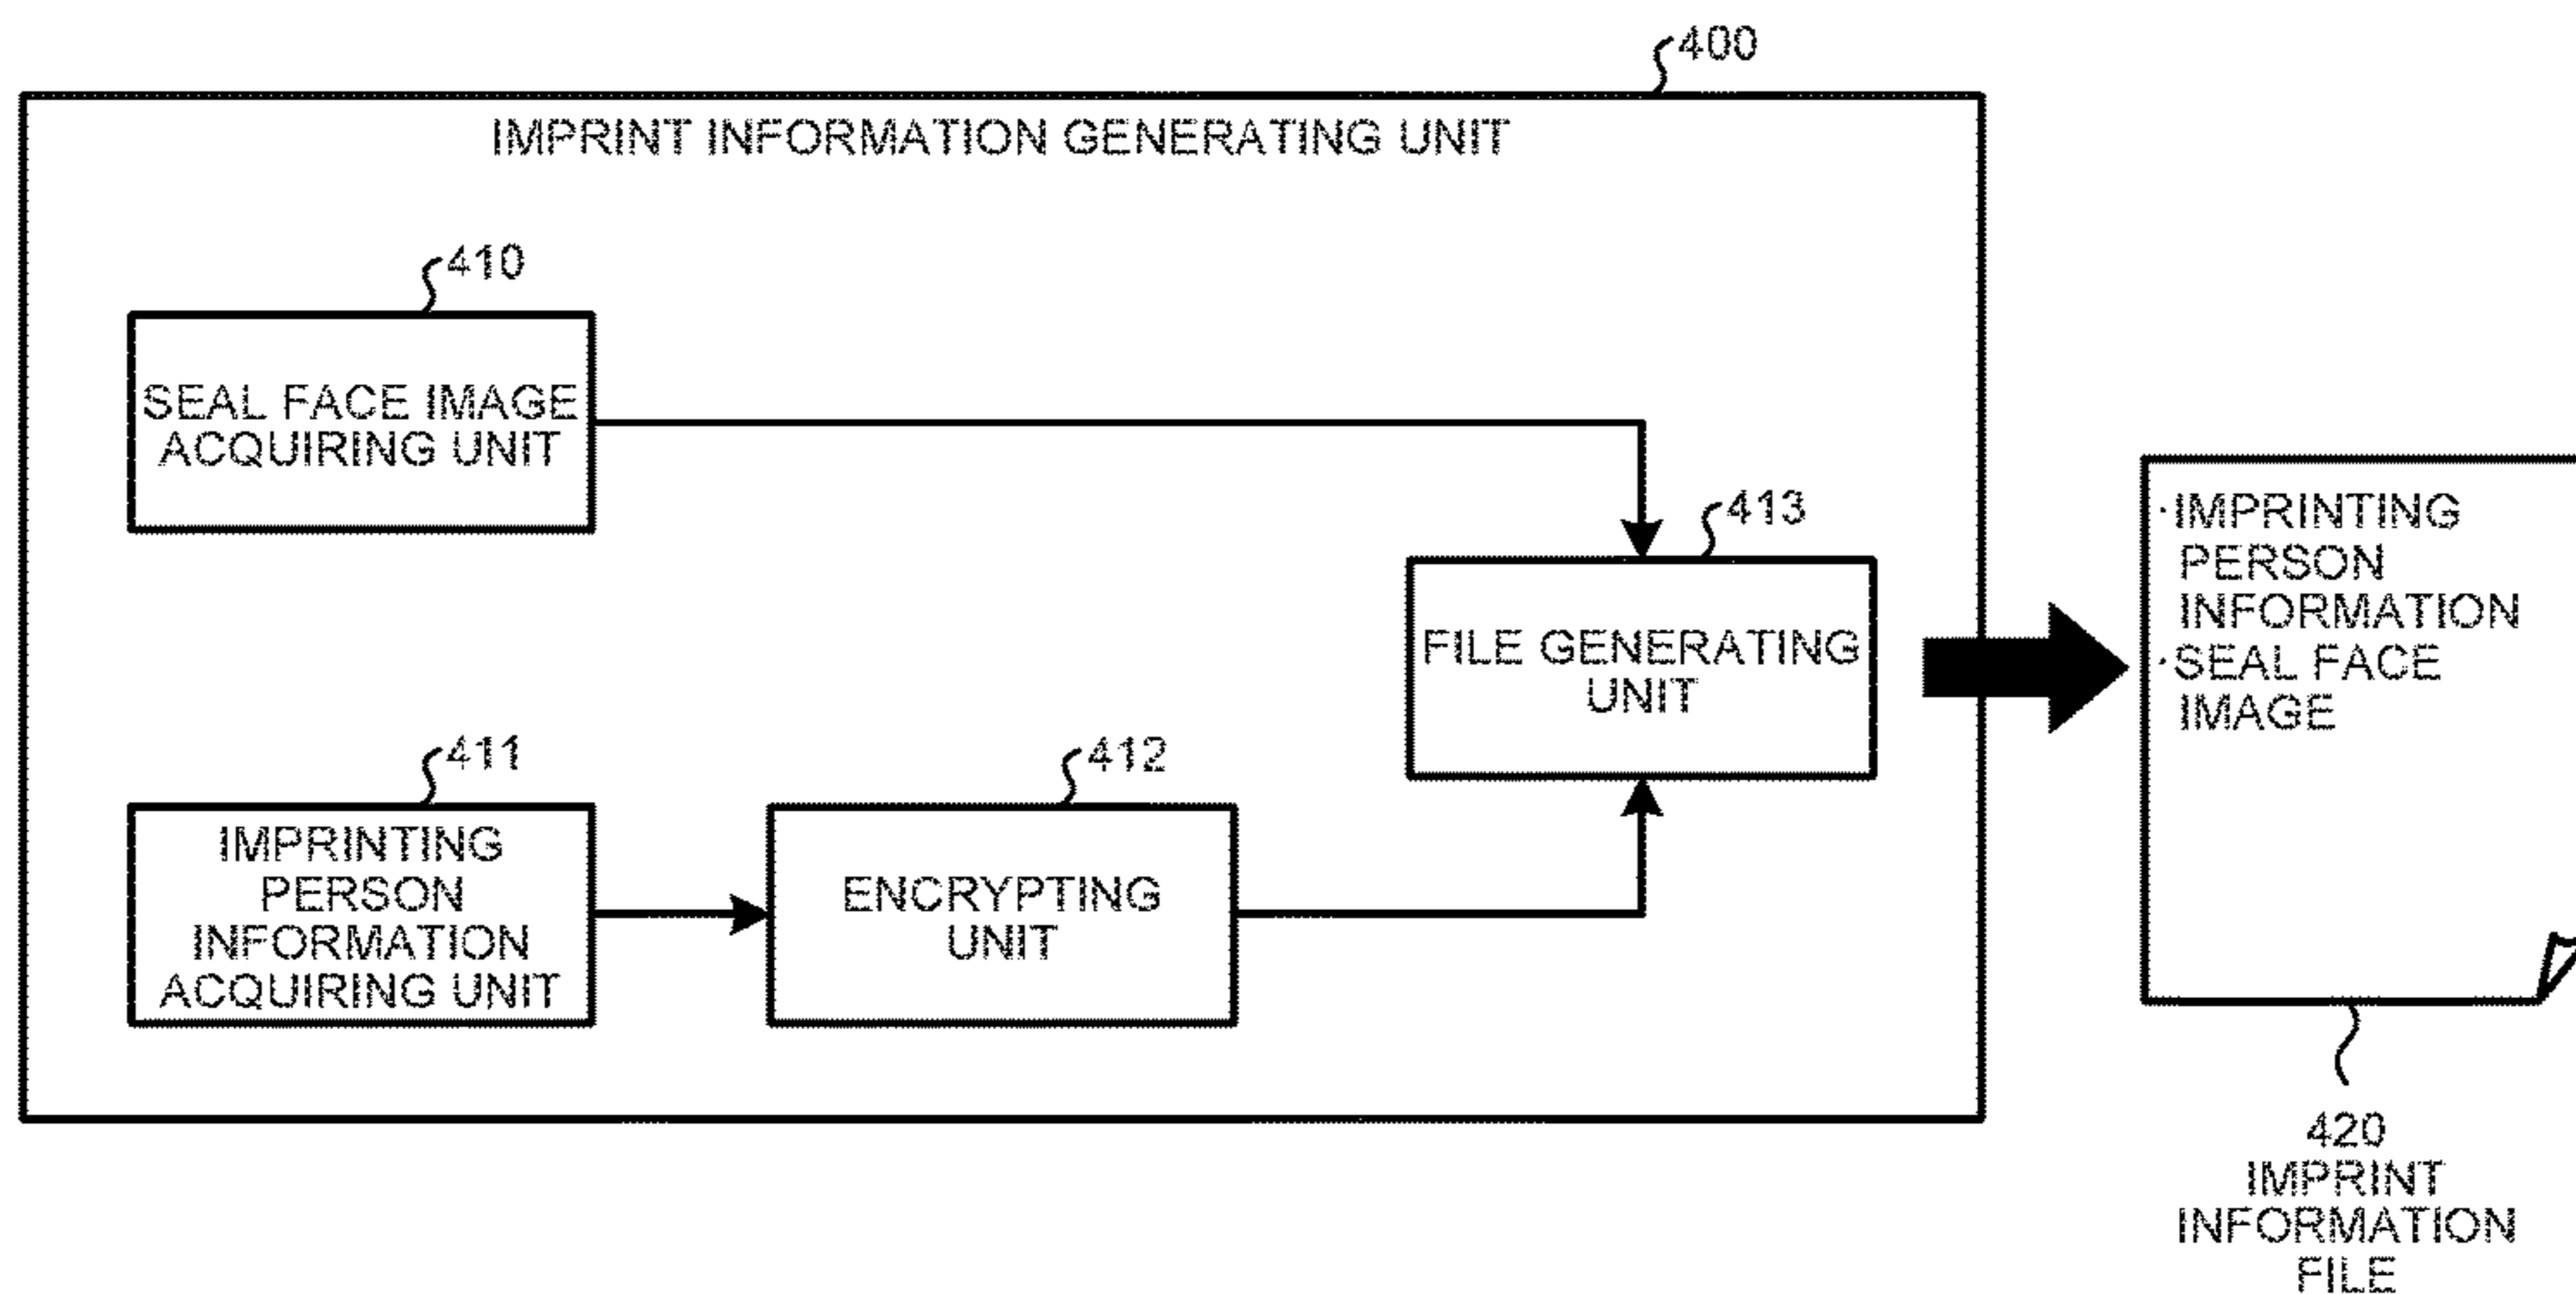 400
IMPRINT INFORMATION GENERATING UNIT
410
SEAL FACE IMAGE
ACQUIRING UNIT
413
FILE GENERATING
UNIT
411
IMPRINTING
PERSON
INFORMATION
ACQUIRING UNIT
412
ENCRYPTING
UNIT
·IMPRINTING
PERSON
INFORMATION
·SEAL FACE
IMAGE
420
IMPRINT
INFORMATION
FILE